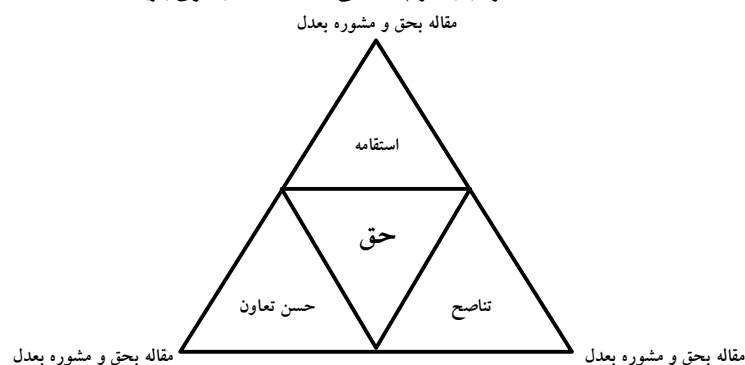 مقاله بحق و مشوره بعدل
استقامه
حق
تناصح
حسن تعاون
مقاله بحق و مشوره بعدل
مقاله بحق و مشوره بعدل